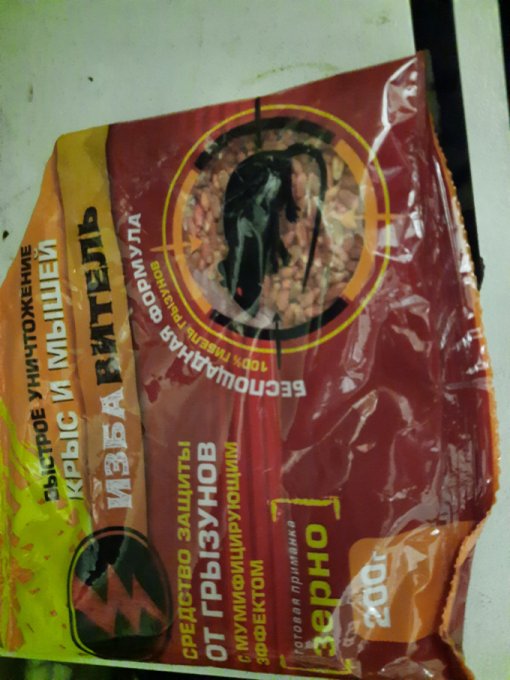 БЫСТРОЕ УНИЧТОЖЕНИЕ
КРЫС И МЫШЕЙ
ИЗБАВИТЕЛЬ
БЕСПОЩАДНАЯ ФОРМУЛА
100% ГИБЕЛЬ ГРЫЗУНОВ
СРЕДСТВО ЗАЩИТЫ
ОТ ГРЫЗУНОВ
С МУМИФИЦИРУЮЩИМ
ЭФФЕКТОМ
готовая приманка
зерно
200г